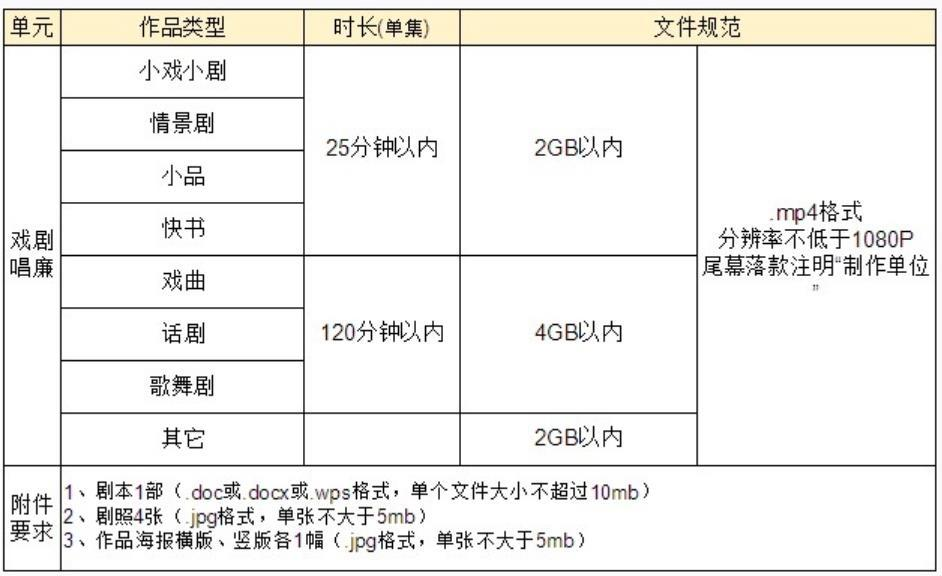 单元 作品类型 时长(单集) 文件规范
小戏小剧
情景剧
25分钟以内 2GB以内
小品
快书
戏剧
唱廉
.mp4格式
分辨率不低于1080P
尾幕落款注明“制作单位
”
戏曲
话剧
120分钟以内 4GB以内
歌舞剧
其它 2GB以内
附件
要求
1、剧本1部（.doc或.docx或.wps格式，单个文件大小不超过10mb）
2、剧照4张（.jpg格式，单张不大于5mb）
3、作品海报横版、竖版各1幅（.jpg格式，单张不大于5mb）